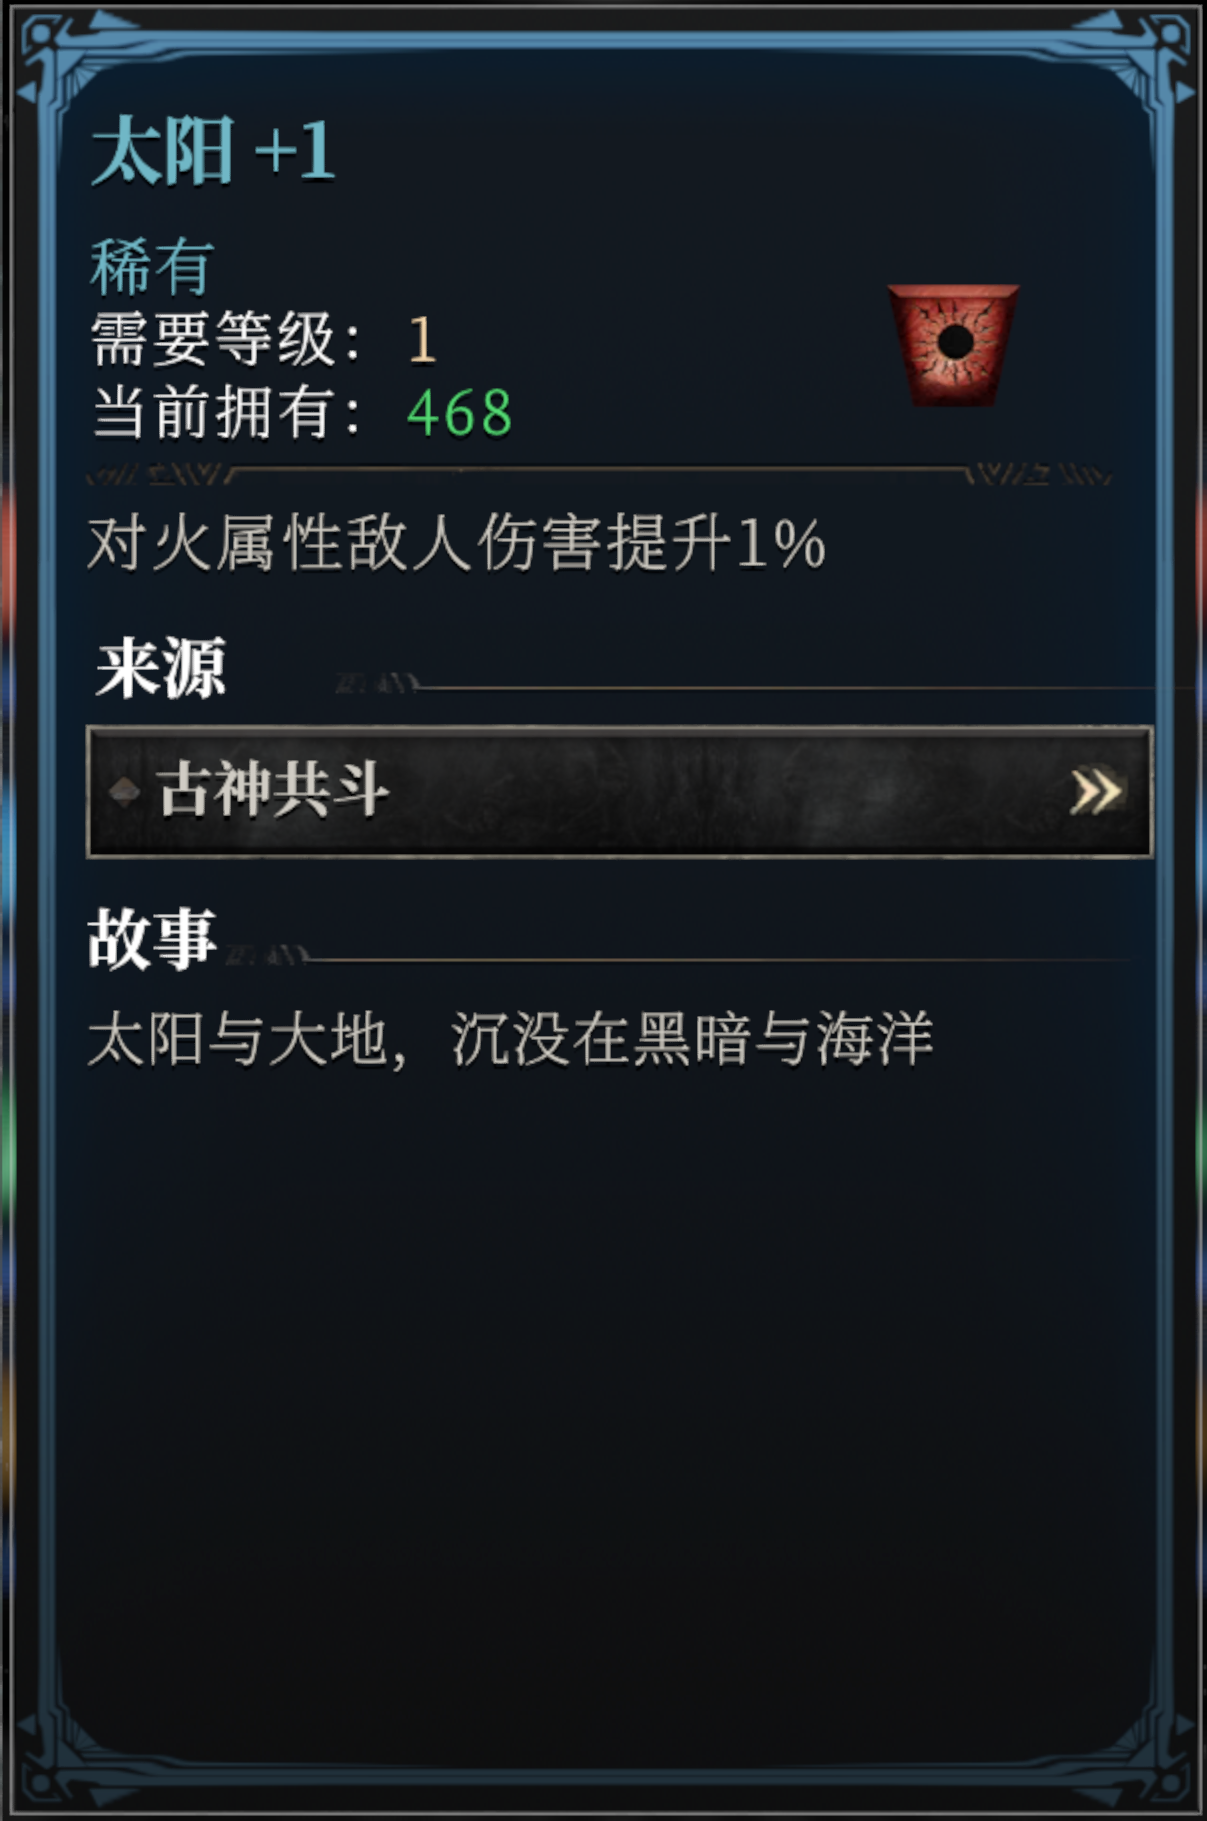 太阳 +1
稀有
需要等级： 1
当前拥有： 468
对火属性敌人伤害提升1%
来源
古神共斗
故事
太阳与大地，沉没在黑暗与海洋